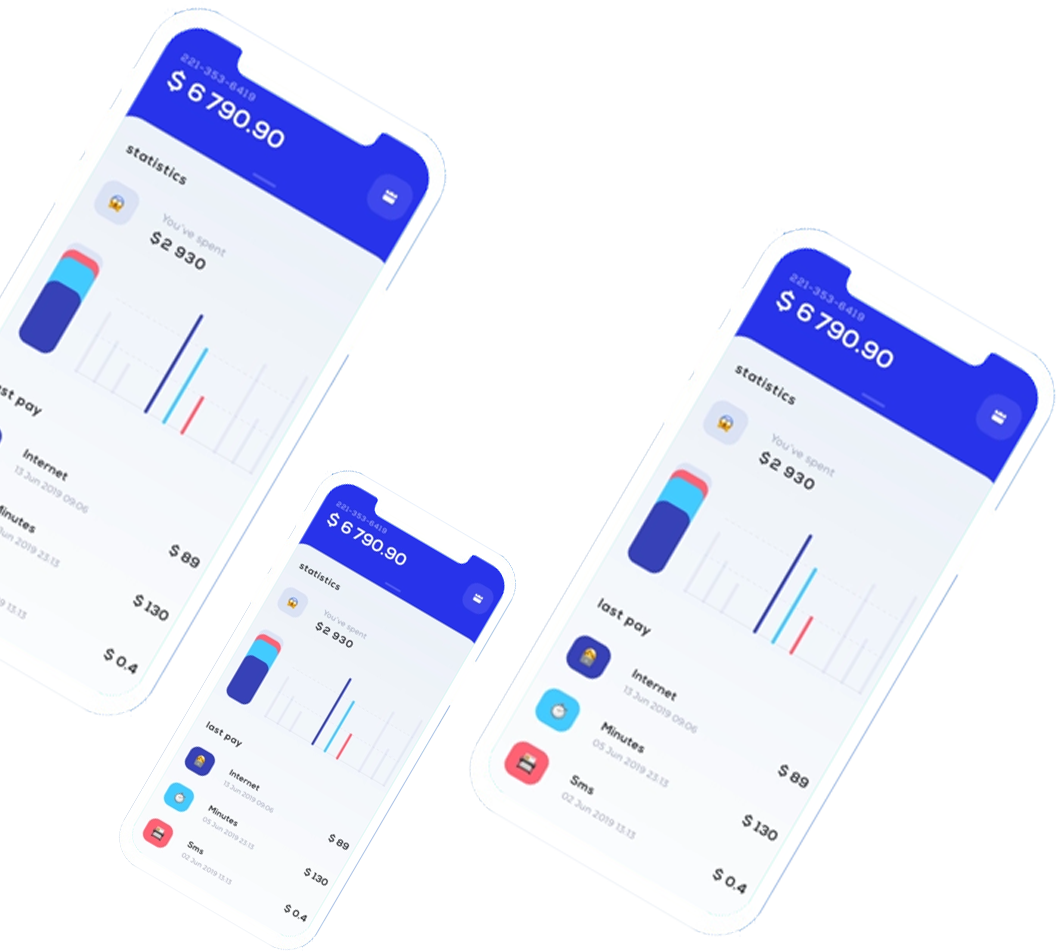 221-353-6419
$ 6 790.90
statistics
You've spent
$2 930
st pay
Internet
13 Jun 2019 09:06
$ 89
Minutes
Jun 2019 23:13
$ 130
2019 13:13
$ 0.4
221-353-6419
$ 6 790.90
statistics
You've spent
$2 930
last pay
Internet
13 Jun 2019 09:06
$ 89
Minutes
05 Jun 2019 23:13
$ 130
Sms
02 Jun 2019 13:13
$ 0.4
221-353-6419
$ 6 790.90
statistics
You've spent
$2 930
last pay
Internet
13 Jun 2019 09:06
$ 89
Minutes
05 Jun 2019 23:13
$ 130
Sms
02 Jun 2019 13:13
$ 0.4